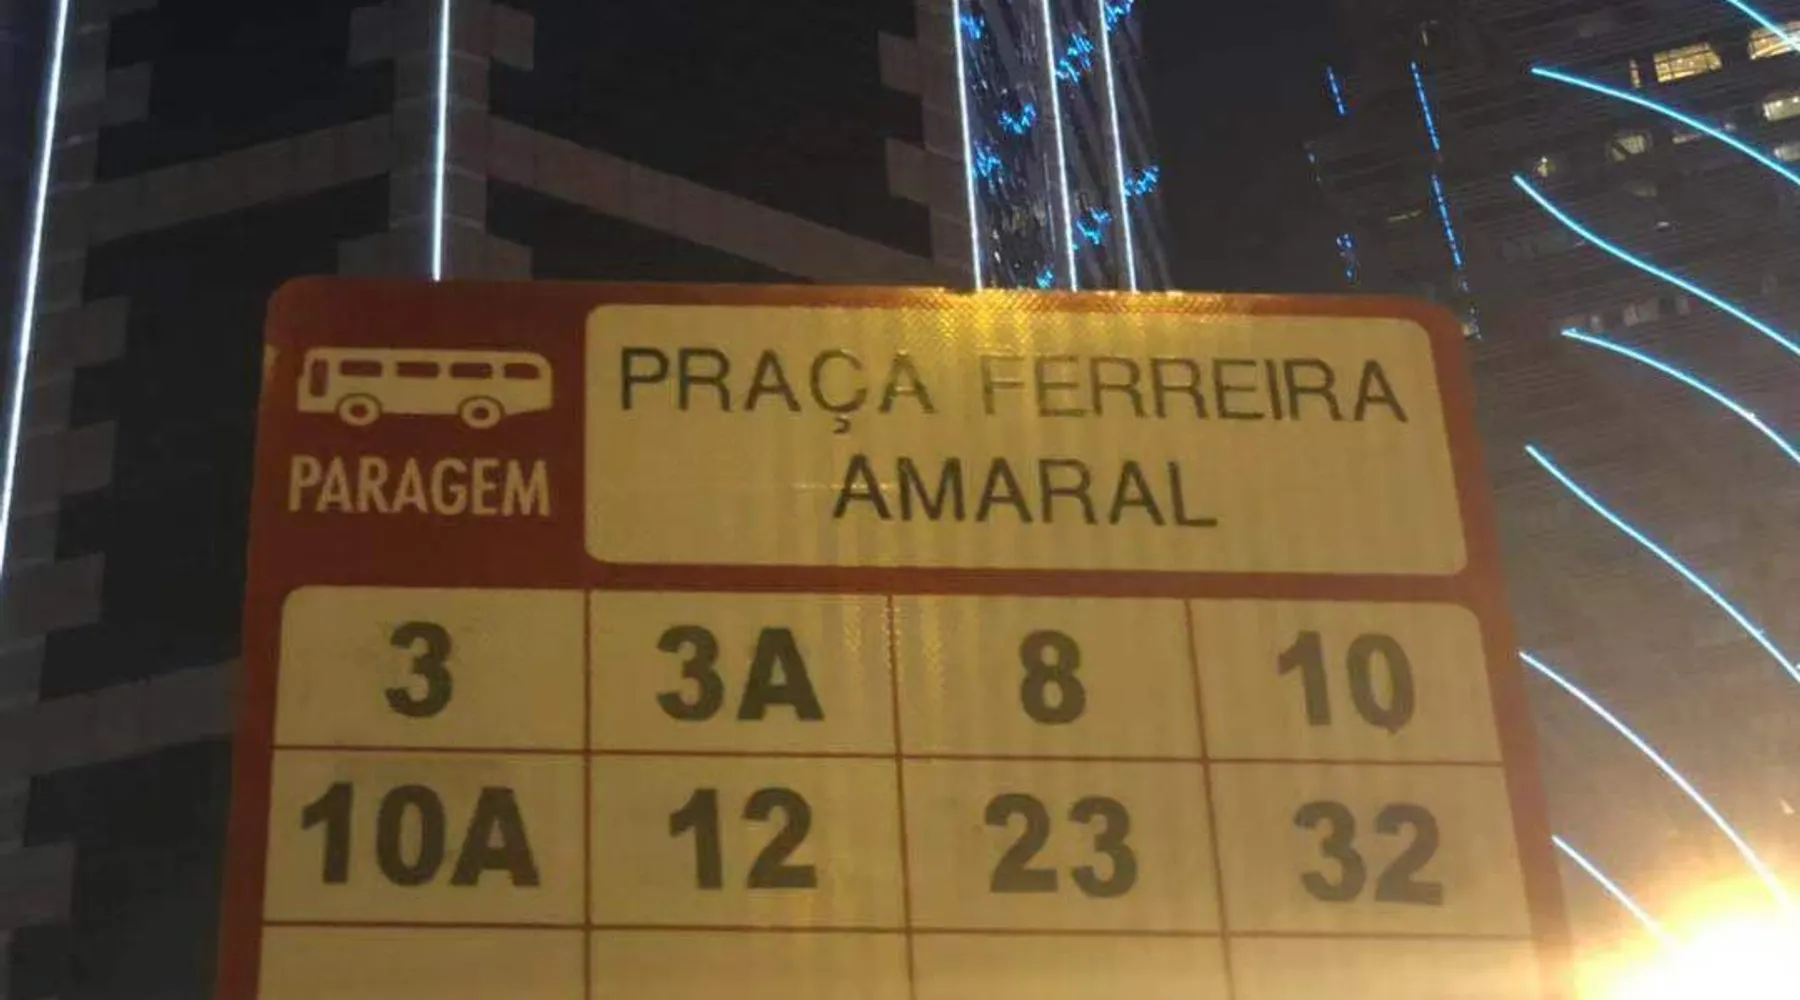 PARAGEM
PRAÇA FERREIRA
AMARAL
3 3A 8 10
10A 12 23 32